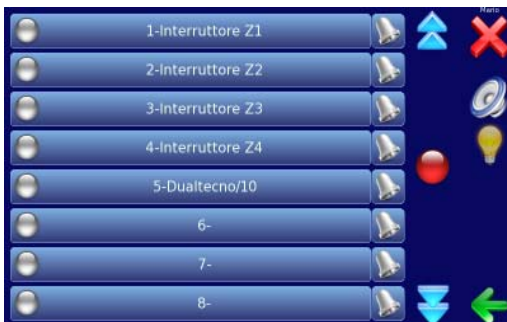 Mario
1-Interruttore Z1
2-Interruttore Z2
3-Interruttore Z3
4-Interruttore Z4
5-Dualtecno/10
6-
7-
8-